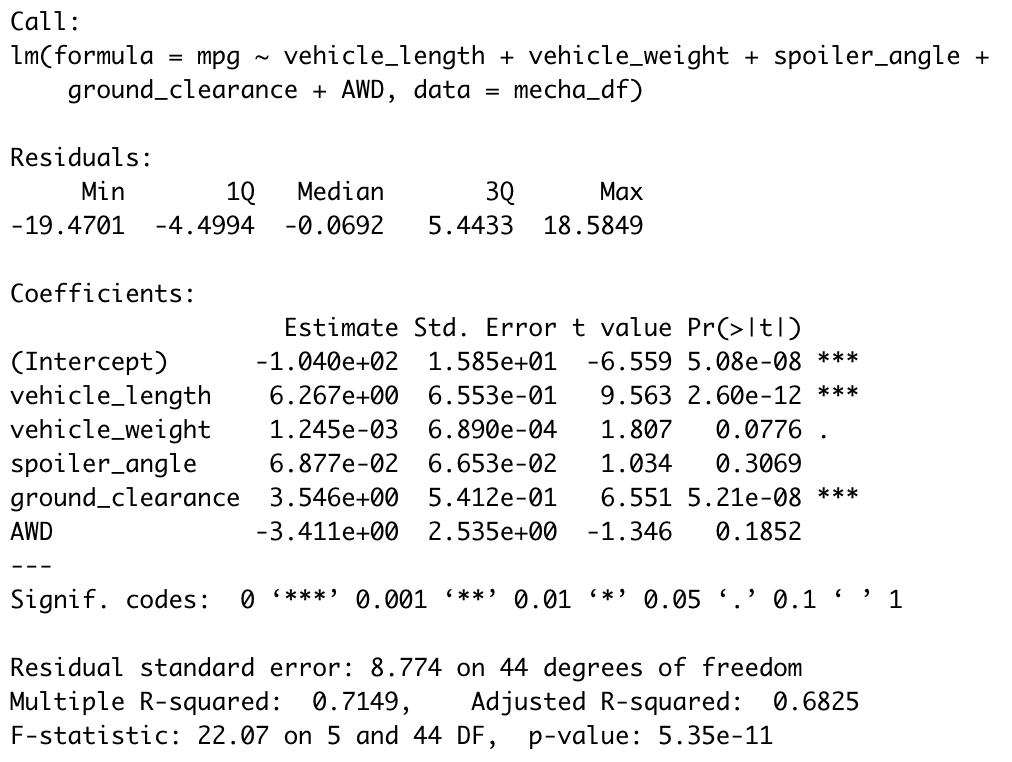 Call:
lm(formula = mpg ~ vehicle_length + vehicle_weight + spoiler_angle +
    ground_clearance + AWD, data = mecha_df)

Residuals:
     Min       1Q   Median       3Q      Max
-19.4701  -4.4994  -0.0692   5.4433  18.5849

Coefficients:
                   Estimate Std. Error t value Pr(>|t|)
(Intercept)      -1.040e+02  1.585e+01  -6.559 5.08e-08 ***
vehicle_length    6.267e+00  6.553e-01   9.563 2.60e-12 ***
vehicle_weight    1.245e-03  6.890e-04   1.807   0.0776 .
spoiler_angle     6.877e-02  6.653e-02   1.034   0.3069
ground_clearance  3.546e+00  5.412e-01   6.551 5.21e-08 ***
AWD              -3.411e+00  2.535e+00  -1.346   0.1852
---
Signif. codes:  0 ‘***’ 0.001 ‘**’ 0.01 ‘*’ 0.05 ‘.’ 0.1 ‘ ’ 1

Residual standard error: 8.774 on 44 degrees of freedom
Multiple R-squared:  0.7149,    Adjusted R-squared:  0.6825
F-statistic: 22.07 on 5 and 44 DF,  p-value: 5.35e-11